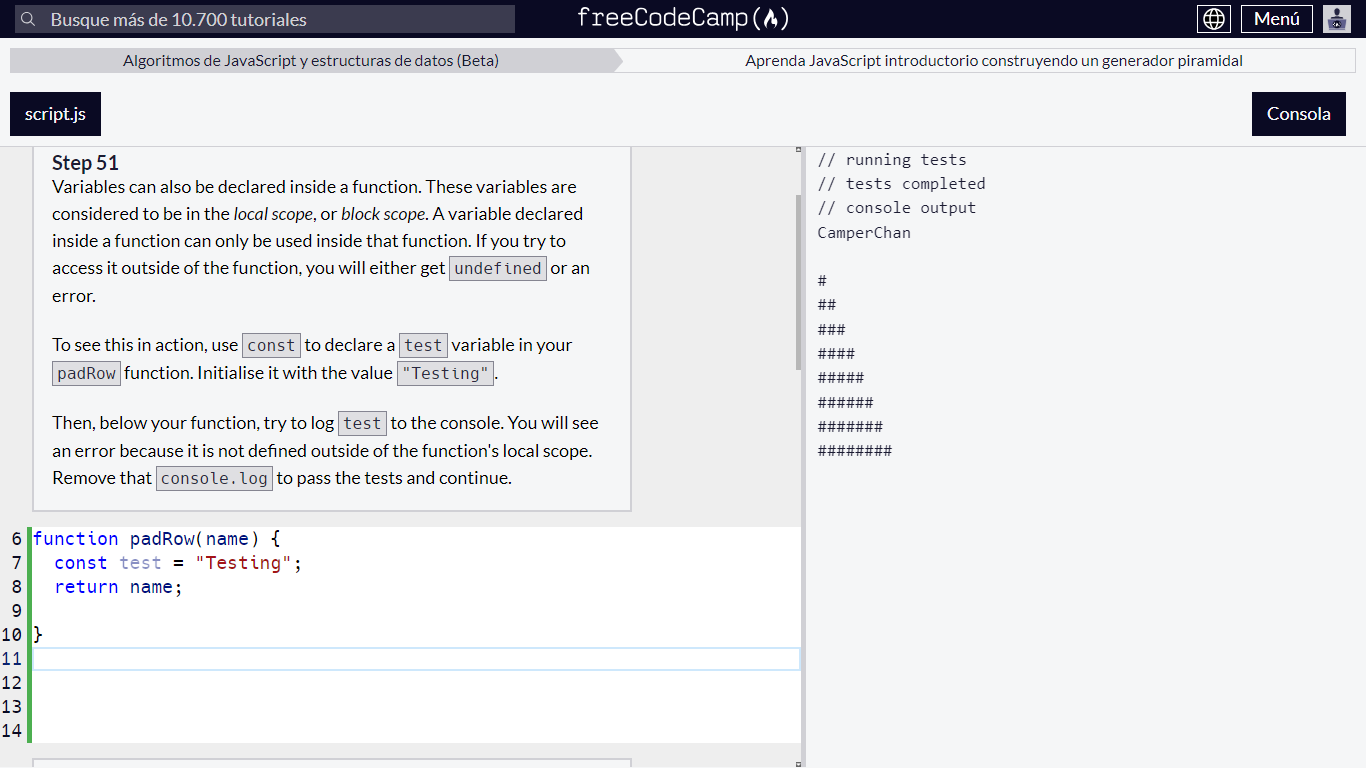 Busque más de 10.700 tutoriales
freeCodeCamp
Menú
Algoritmos de JavaScript y estructuras de datos (Beta)
Aprenda JavaScript introductorio construyendo un generador piramidal
script.js
Consola
Step 51
Variables can also be declared inside a function. These variables are
considered to be in the local scope, or block scope. A variable declared
inside a function can only be used inside that function. If you try to
access it outside of the function, you will either get undefined or an
error.
To see this in action, use const to declare a test variable in your
padRow function. Initialise it with the value "Testing".
Then, below your function, try to log test to the console. You will see
an error because it is not defined outside of the function's local scope.
Remove that console.log to pass the tests and continue.
6 function padRow(name) {
7 const test = "Testing";
8 return name;
9
10 }
11
12
13
14
// running tests
// tests completed
// console output
CamperChan
#
##
###
####
#####
######
#######
########